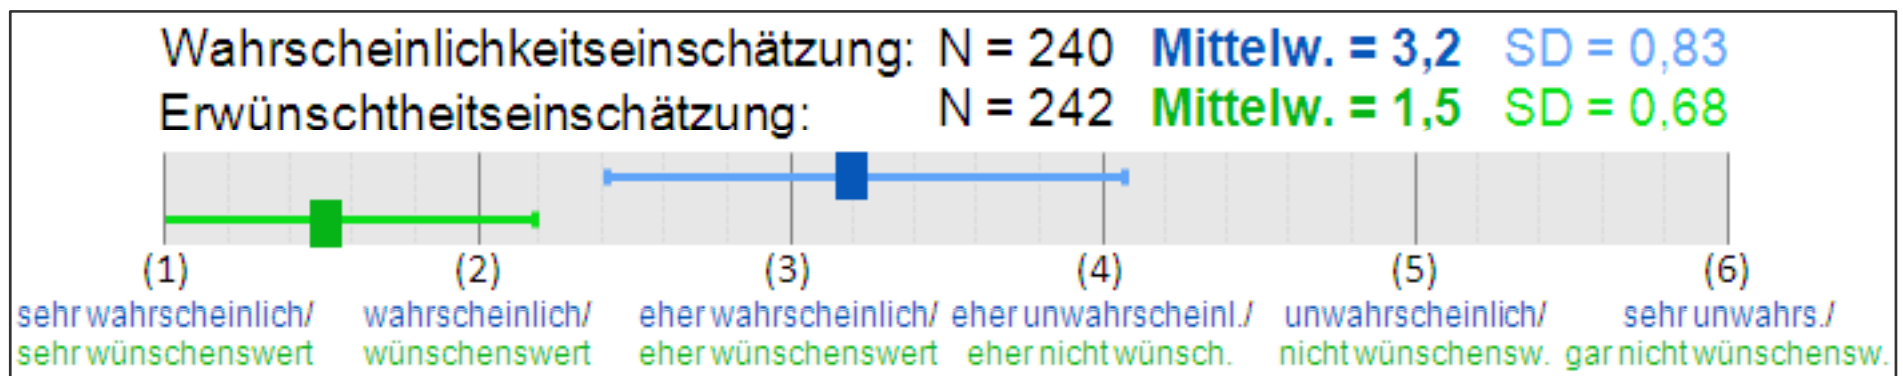 Wahrscheinlichkeitseinschätzung: N = 240 Mittelw. = 3,2 SD = 0,83
Erwünschtheitseinschätzung: N = 242 Mittelw. = 1,5 SD = 0,68
(1) (2) (3) (4) (5) (6)
sehr wahrscheinlich/ wahrscheinlich/ eher wahrscheinlich/ eher unwahrscheinl./ unwahrscheinlich/ sehr unwahrs./
sehr wünschenswert wünschenswert eher wünschenswert eher nicht wünsch. nicht wünschensw. gar nicht wünschensw.